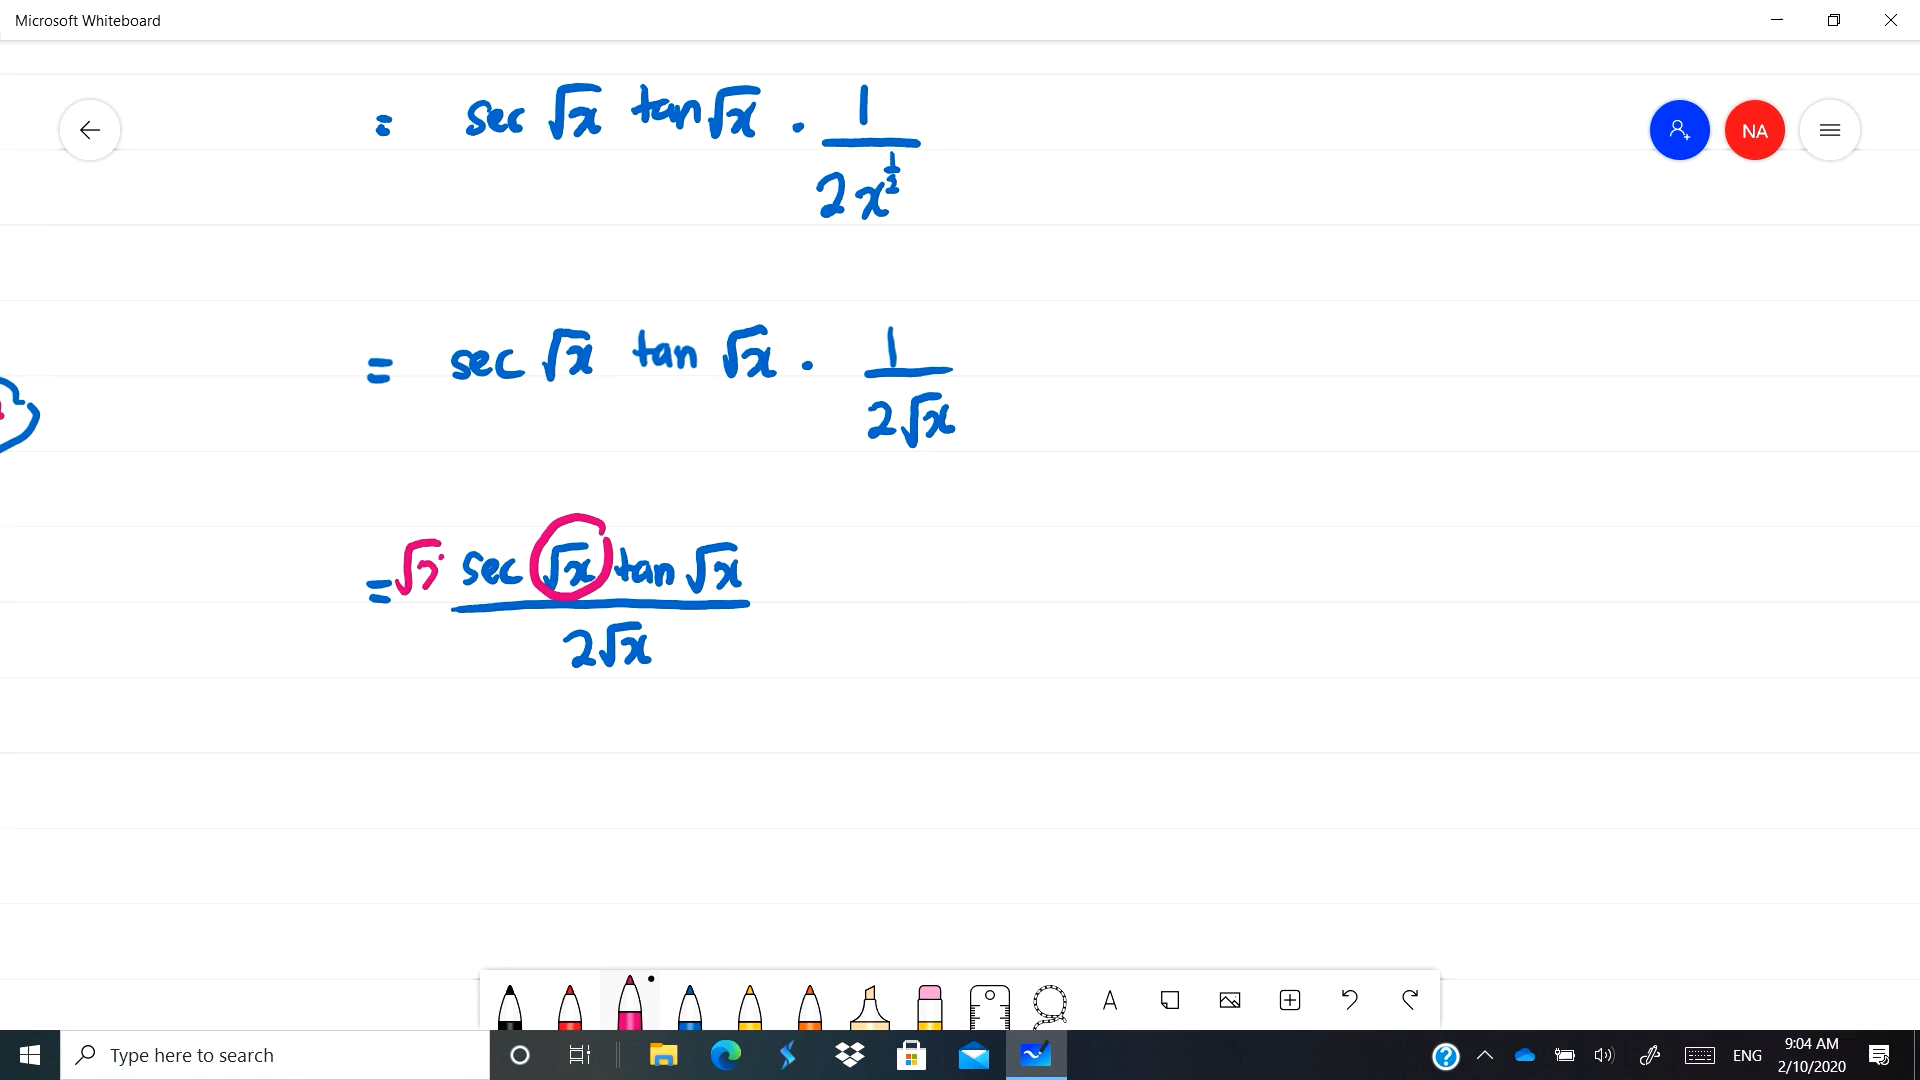 Microsoft Whiteboard
= sec √x tan √x · 1/(2x^(1/2))
NA
= sec √x tan √x · 1/(2√x)
= √x sec √x tan √x / (2√x)
A
Type here to search
ENG
9:04 AM
2/10/2020